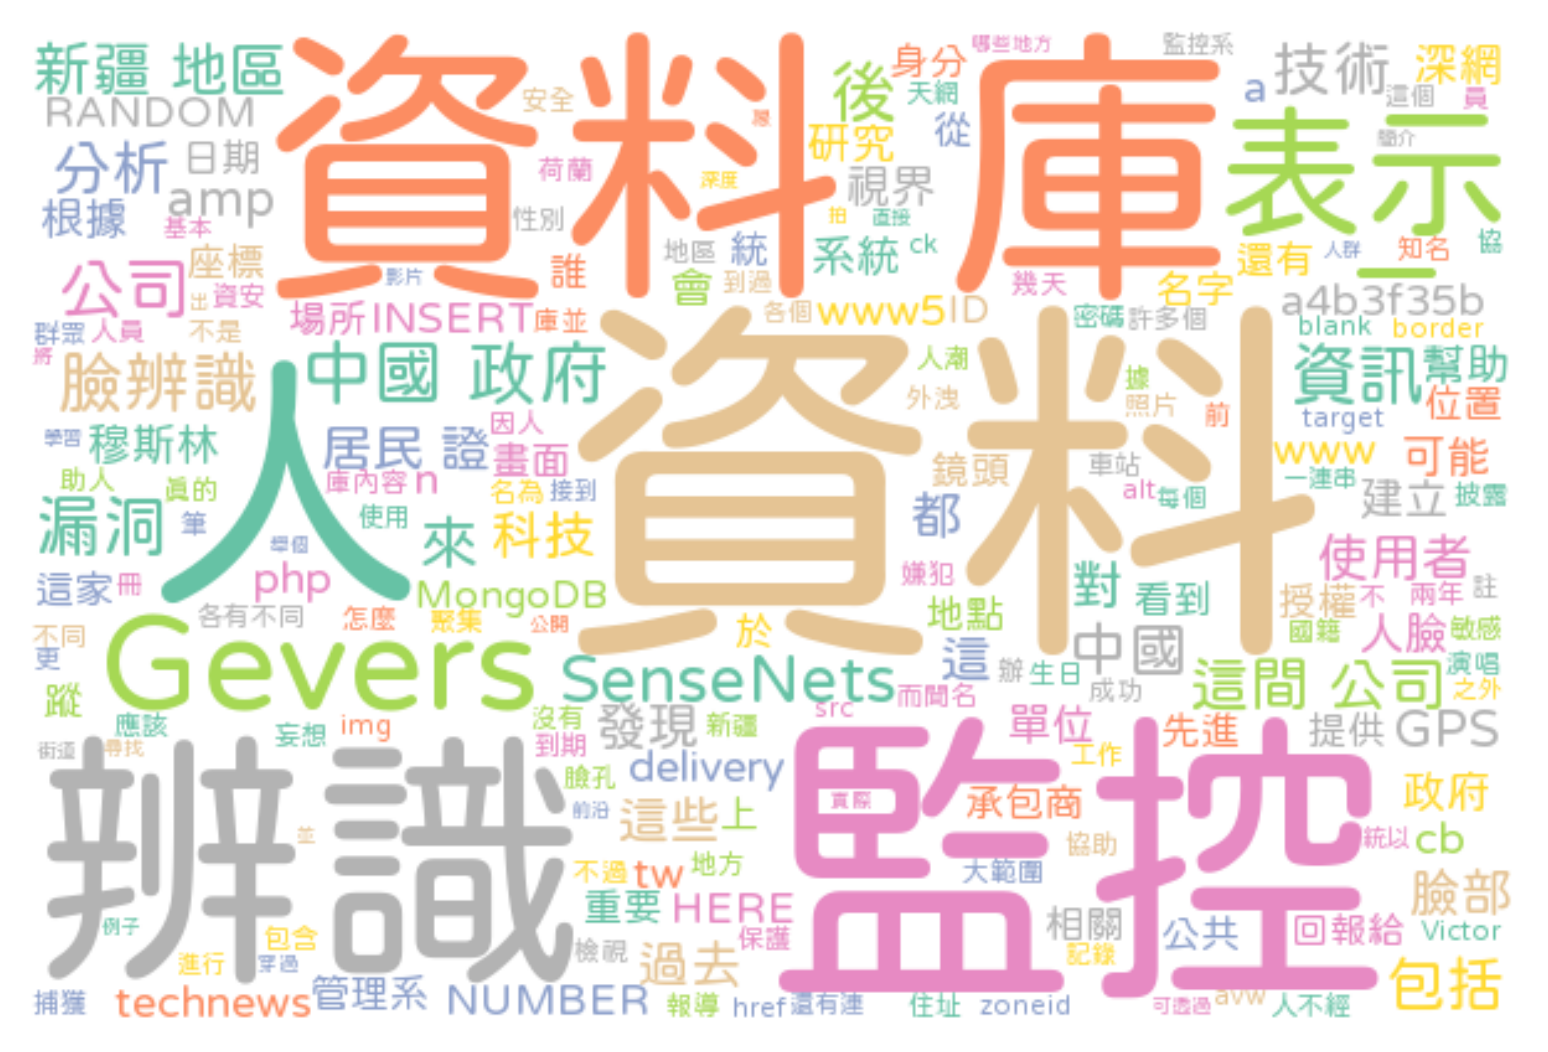 新疆 地區
資料 庫
安全
身分
天網
哪些地方
監控系
技術
深網
a
這個
員
RANDOM
後
從
分析
日期
研究
表示
簡介
amp
荷蘭
深度
視界
根據
基本
性別
拍
直接
座標
地區
統
系統
ck
還有
人群
知名
協
公司
出
資安
影片
誰
會
到過
幾天
名字
_
a4b3f35b
場所
INSERT
庫並
各個
www5
ID
密碼
許多個
blank
border
群眾
人員
不是
將
臉辨識
中國 政府
資料
人潮
據
資訊
幫助
外洩
照片
前
target
位置
人
因人
學習
穆斯林
居民 證
畫面
鏡頭
車站
www
可能
助人
真的
庫內容
n
名為
接到
alt
每個
一連串
建立
披露
漏洞
筆
使用
來
科技
都
單個
嫌犯
對
看到
使用者
這家
冊
php
MongoDB
地點
授權
不
兩年
註
各有不同
怎麼
聚集
公開
於
國籍
人臉
敏感
不同
更
Gevers
SenseNets
這
辦
生日
中國
成功
這間 公司
演唱
之外
蹤
而聞名
應該
妄想
img
沒有
發現
新疆
src
單位
先進
提供
GPS
街道
尋找
到期
工作
辨識
臉孔
delivery
監控
實際
承包商
政府
前沿
這些
上
並
協助
統以
cb
不過
tw
地方
大範圍
臉部
例子
重要
HERE
相關
公共
回報給
Victor
包含
檢視
保護
記錄
進行
穿過
過去
包括
捕獲
technews
管理系
NUMBER
報導
href
還有連
住址
zoneid
可透過
avw
人不經